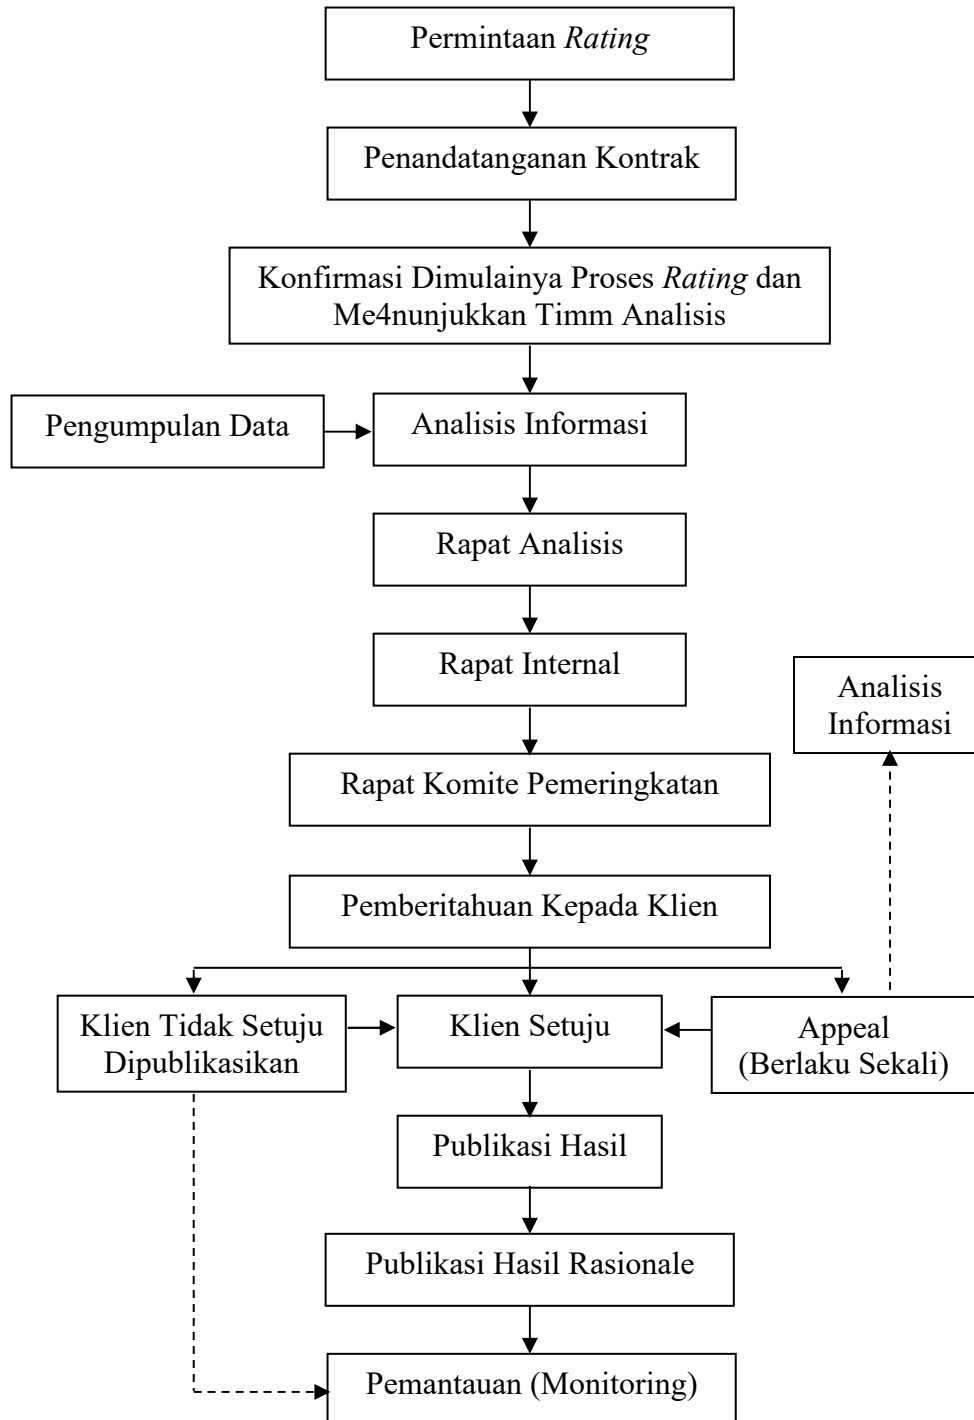 Permintaan Rating
Penandatanganan Kontrak
Konfirmasi Dimulainya Proses Rating dan
Me4nunjukkan Timm Analisis
Pengumpulan Data
Analisis Informasi
Rapat Analisis
Rapat Internal
Analisis
Informasi
Rapat Komite Pemeringkatan
Pemberitahuan Kepada Klien
Klien Tidak Setuju
Dipublikasikan
Klien Setuju
Appeal
(Berlaku Sekali)
Publikasi Hasil
Publikasi Hasil Rasionale
Pemantauan (Monitoring)